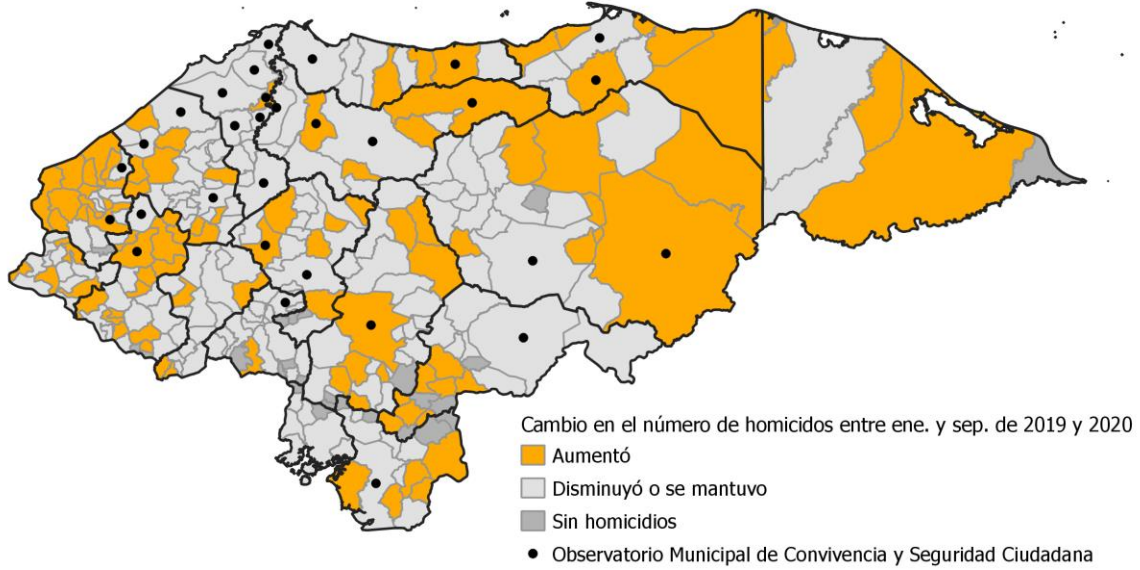 Cambio en el número de homicidos entre ene. y sep. de 2019 y 2020
Aumentó
Disminuyó o se mantuvo
Sin homicidios
Observatorio Municipal de Convivencia y Seguridad Ciudadana